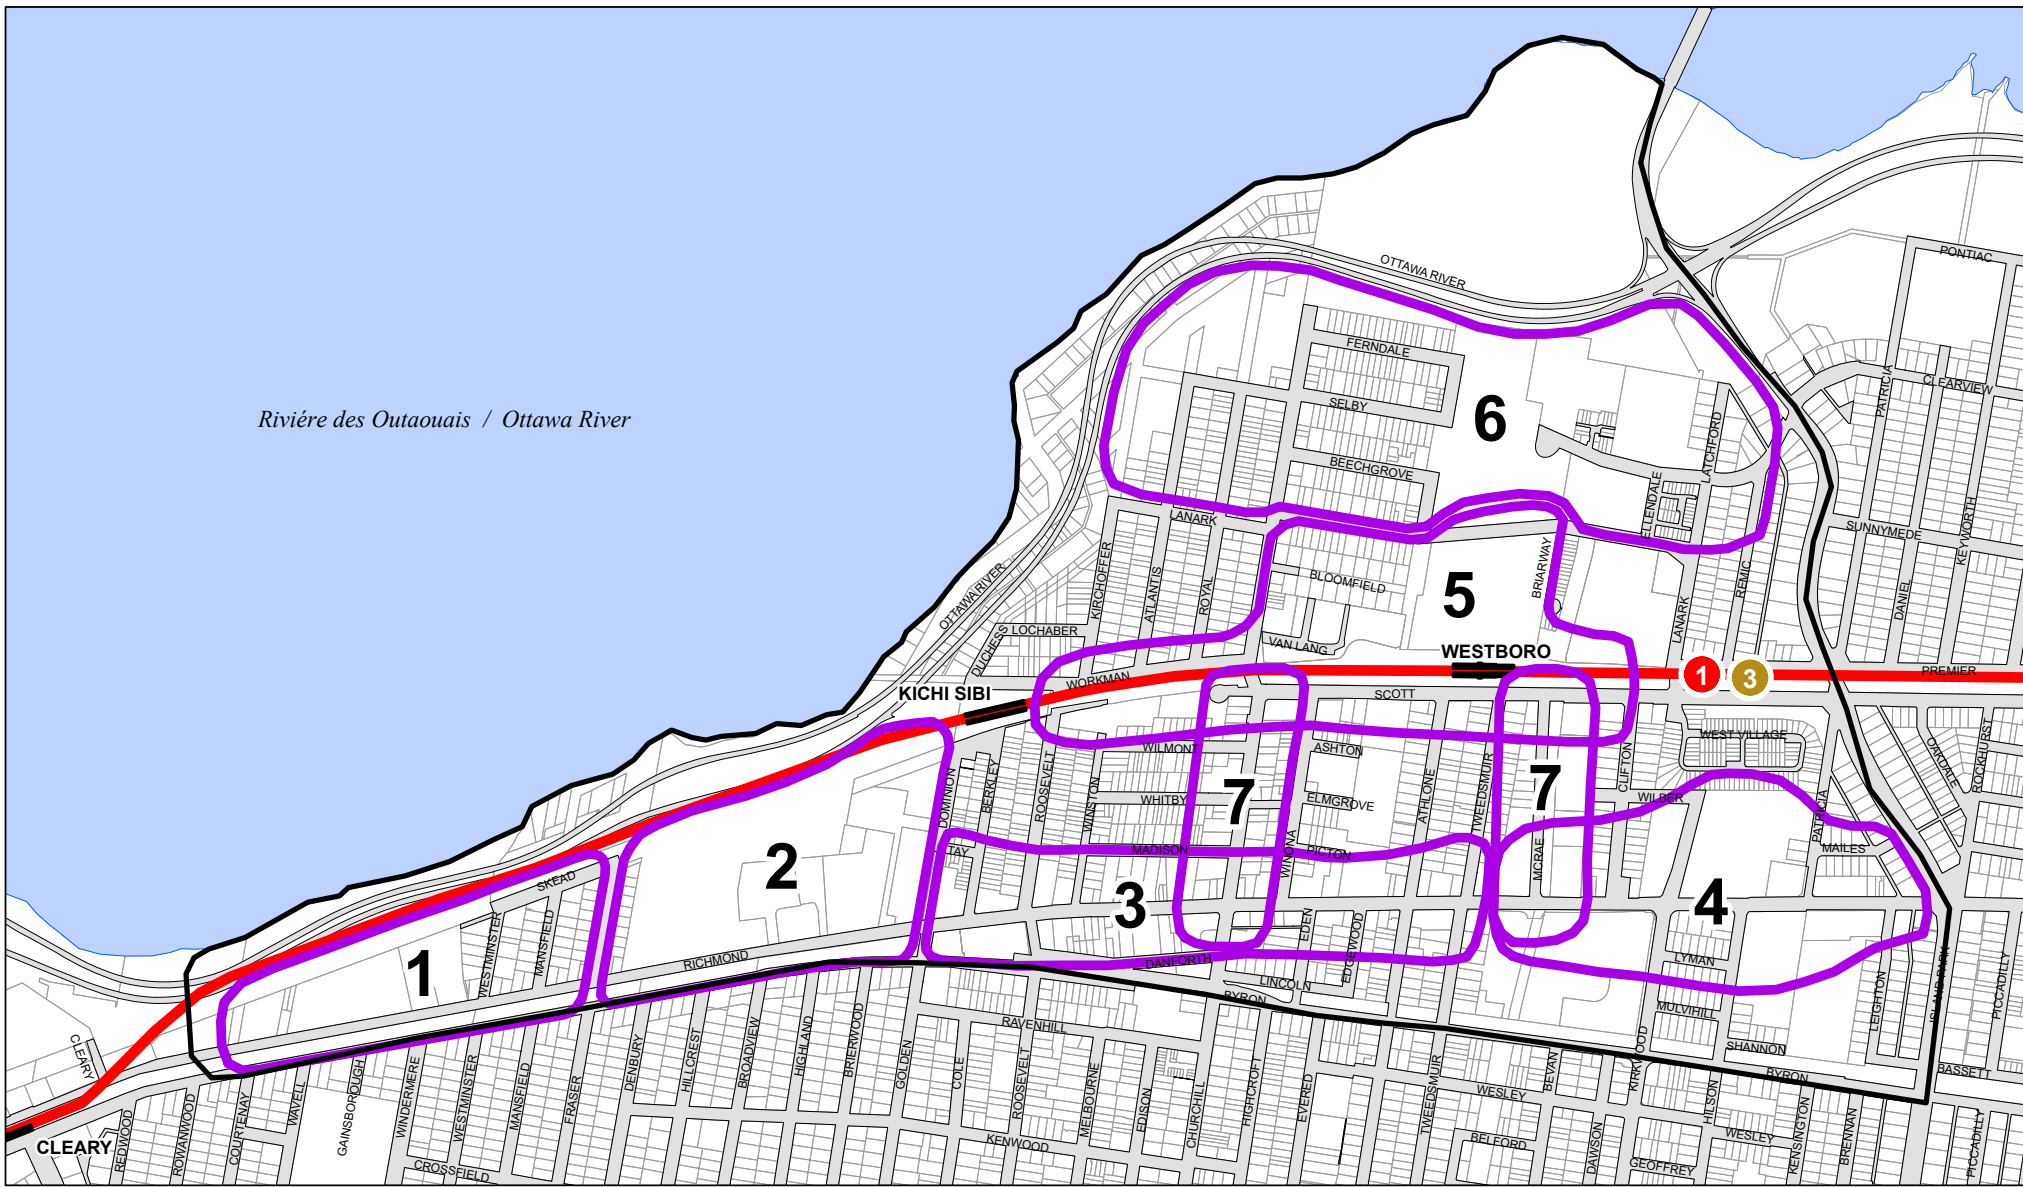 PONTIAC
OTTAWA RIVER
FERNDALE
CLEARVIEW
PATRICIA
SELBY
Riviére des Outaouais / Ottawa River
6
LATCHFORD
BEECHGROVE
ELLENDALE
LANARK
SUNNYMEDE
KEYWORTH
KIRCHOFFER
ATLANTIS
ROYAL
BLOOMFIELD
5
BRIARWAY
REMIC
DANIEL
OTTAWA RIVER
LANARK
DUCHESS
LOCHABER
VAN LANG
WESTBORO
WORKMAN
KICHI SIBI
SCOTT
1
3
PREMIER
WILMONT
ASHTON
WEST VILLAGE
OAKDALE
ROCKHURST
CLIFTON
DOMINION
BERKLEY
ROOSEVELT
WINSTON
WHITBY
7
ELMGROVE
ATHLONE
TWEEDSMUIR
7
WILBER
PATRICIA
TAY
MADISON
WINONA
PICTON
MCRAE
MAILES
2
SKEAD
3
4
WESTMINSTER
MANSFIELD
1
RICHMOND
EDEN
EDGEWOOD
DANFORTH
LINCOLN
LYMAN
BYRON
MULVIHILL
LEIGHTON
ISLAND PARK
PICCADILLY
CLEARY
RAVENHILL
SHANNON
BYRON
BASSETT
CLEARY
REDWOOD
ROWANWOOD
COURTENAY
WAVELL
GAINSBOROUGH
WINDERMERE
WESTMINSTER
MANSFIELD
FRASER
DENBURY
HILLCREST
BROADVIEW
HIGHLAND
BRIERWOOD
GOLDEN
COLE
ROOSEVELT
MELBOURNE
EDISON
CHURCHILL
HIGHCROFT
EVERED
TWEEDSMUIR
WESLEY
BEVAN
KIRKWOOD
HILSON
WESLEY
KENSINGTON
BRENNAN
PICCADILLY
CROSSFIELD
KENWOOD
BELFORD
DAWSON
GEOFFREY